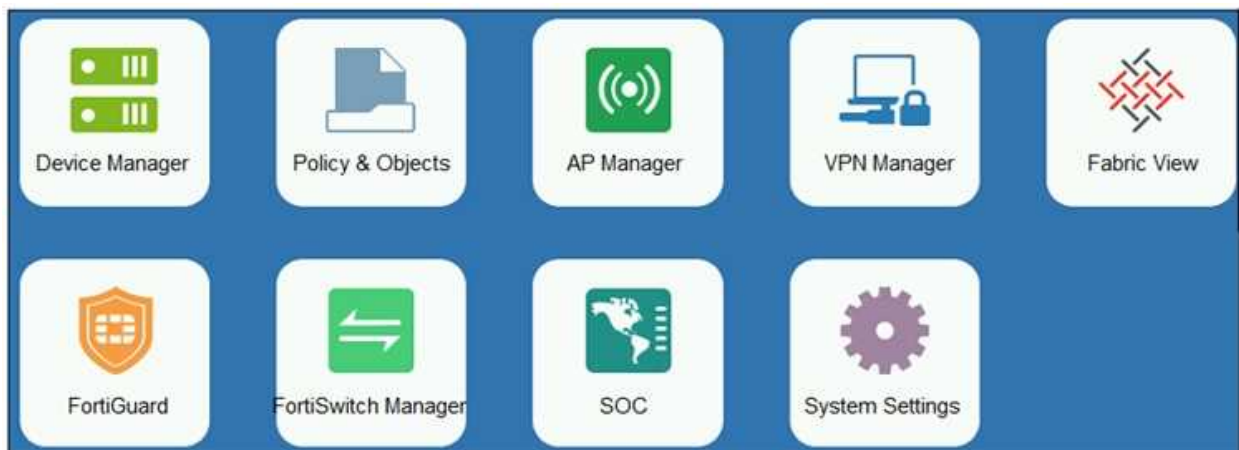 Device Manager
Policy & Objects
AP Manager
VPN Manager
Fabric View
FortiGuard
FortiSwitch Manager
SOC
System Settings